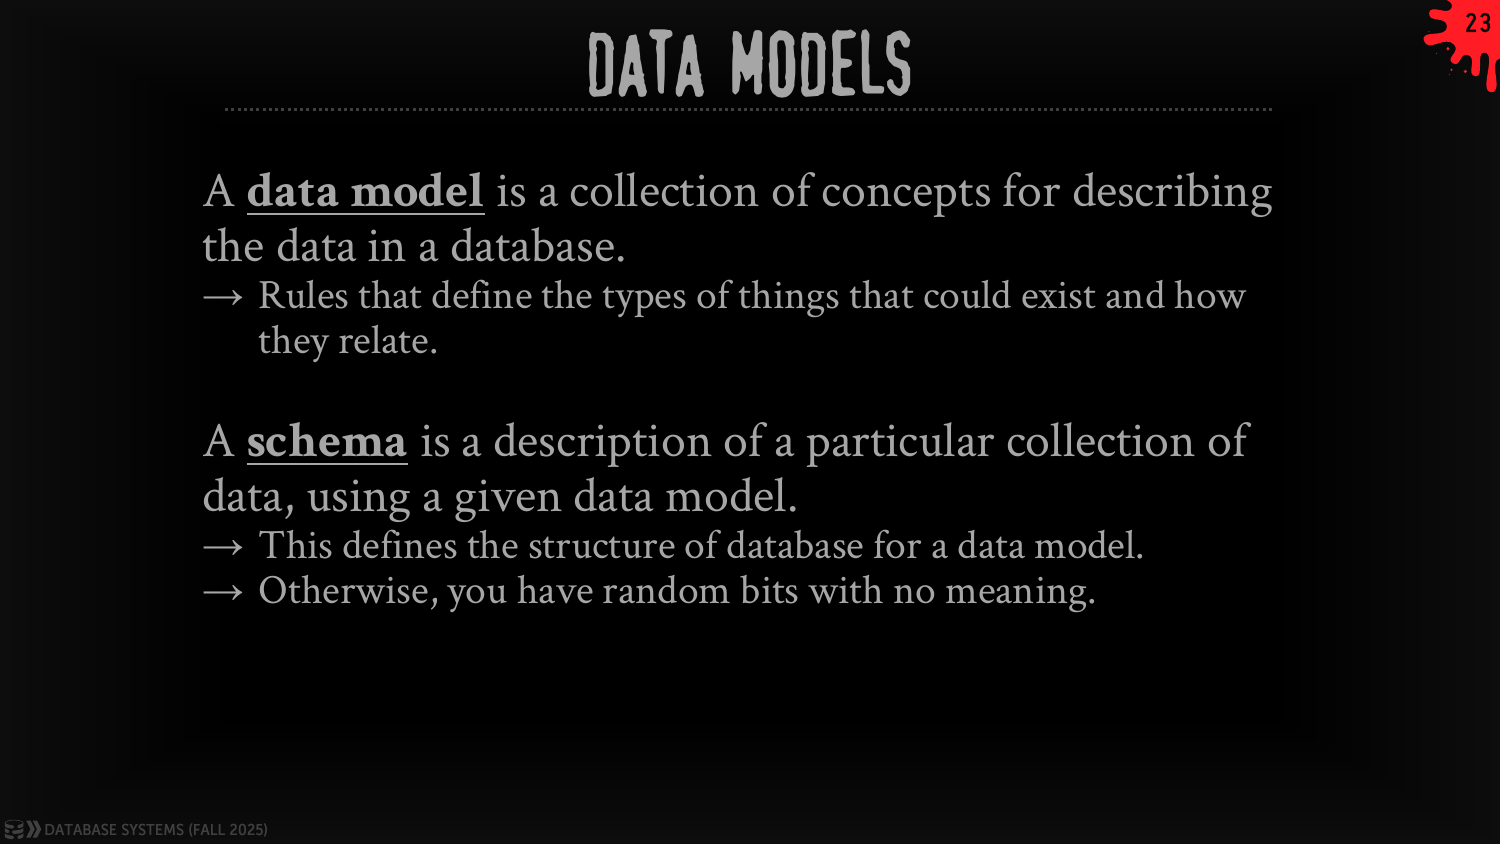 23
DATA MODELS
A data model is a collection of concepts for describing
the data in a database.
→ Rules that define the types of things that could exist and how
they relate.
A schema is a description of a particular collection of
data, using a given data model.
→ This defines the structure of database for a data model.
→ Otherwise, you have random bits with no meaning.
DATABASE SYSTEMS (FALL 2025)